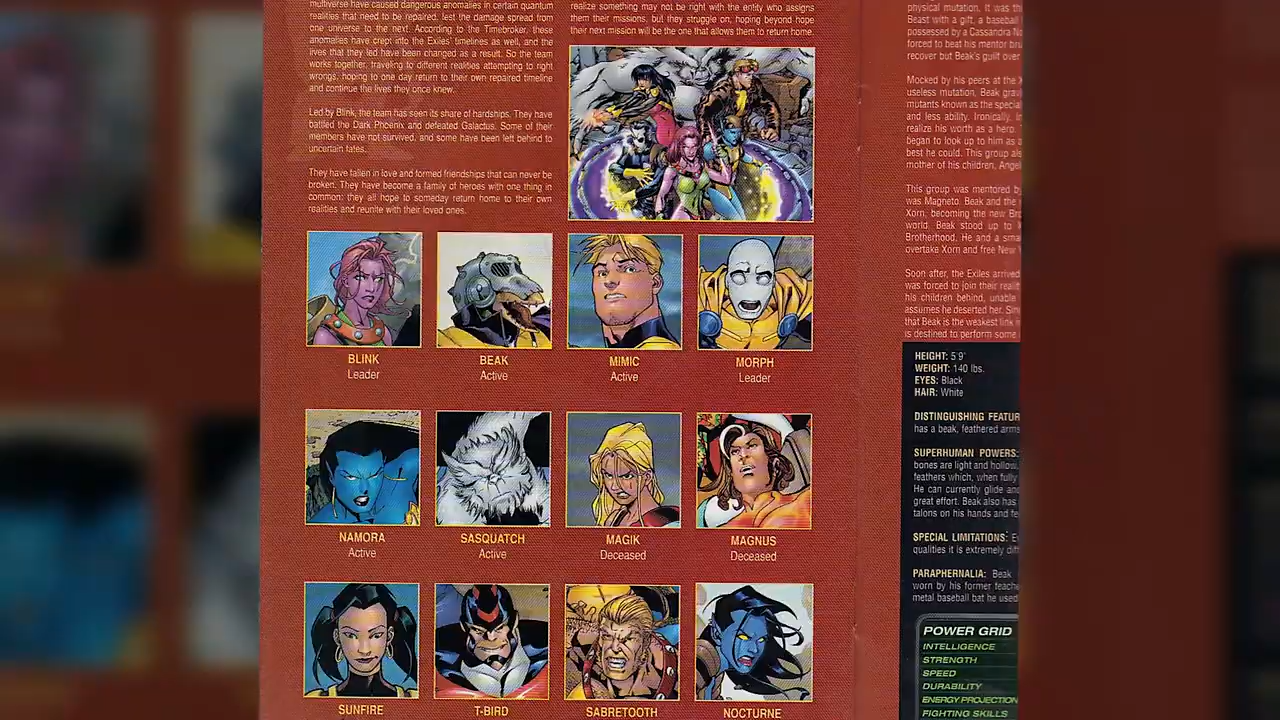 multiverse have caused dangerous anomalies in certain quantum
realities that need to be repaired, lest the damage spread from
one universe to the next. According to the Timebroker, these
anomalies have crept into the Exiles' timelines as well, and the
lives that they led have been changed as a result. So the team
works together, traveling to different realities attempting to right
wrongs, hoping to one day return to their own repaired timeline
and continue the lives they once knew.
Led by Blink, the team has seen its share of hardships. They have
battled the Dark Phoenix and defeated Galactus. Some of their
members have not survived, and some have been left behind to
uncertain fates.
They have fallen in love and formed friendships that can never be
broken. They have become a family of heroes with one thing in
common: they all hope to someday return home to their own
realities and reunite with their loved ones.
realize something may not be right with the entity who assigns
them their missions, but they struggle on, hoping beyond hope
their next mission will be the one that allows them to return home.
BLINK
Leader
BEAK
Active
MIMIC
Active
MORPH
Leader
NAMORA
Active
SASQUATCH
Active
MAGIK
Deceased
MAGNUS
Deceased
SUNFIRE
T-BIRD
SABRETOOTH
NOCTURNE
physical mutation. It was th
Beast with a gift, a baseball
possessed by a Cassandra No
forced to beat his mentor bru
recover but Beak's guilt over
Mocked by his peers at the X
useless mutation, Beak grav
mutants known as the special
and less ability. Ironically, in
realize his worth as a hero.
began to look up to him as a
best he could. This group als
mother of his children, Angel
This group was mentored by
was Magneto. Beak and the
Xorn, becoming the new Bro
world. Beak stood up to X
Brotherhood. He and a sma
overtake Xorn and free New Y
Soon after, the Exiles arrived
was forced to join their realit
his children behind, unable
assumes he deserted her. Sin
that Beak is the weakest link
is destined to perform some
HEIGHT: 5'9"
WEIGHT: 140 lbs.
EYES: Black
HAIR: White
DISTINGUISHING FEATUR
has a beak, feathered arms
SUPERHUMAN POWERS:
bones are light and hollow,
feathers which, when fully
He can currently glide and
great effort. Beak also has
talons on his hands and fe
SPECIAL LIMITATIONS: E
qualities it is extremely diff
PARAPHERNALIA: Beak
worn by his former teache
metal baseball bat he used
POWER GRID
INTELLIGENCE
STRENGTH
SPEED
DURABILITY
ENERGY PROJECTION
FIGHTING SKILLS